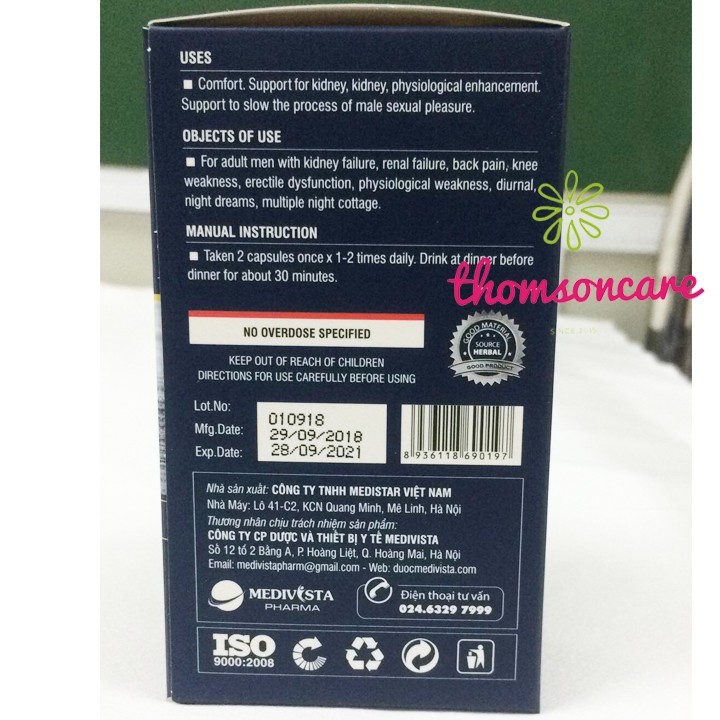 USES
■ Comfort. Support for kidney, kidney, physiological enhancement.
Support to slow the process of male sexual pleasure.
OBJECTS OF USE
■ For adult men with kidney failure, renal failure, back pain, knee
weakness, erectile dysfunction, physiological weakness, diurnal,
night dreams, multiple night cottage.
MANUAL INSTRUCTION
■ Taken 2 capsules once x 1-2 times daily. Drink at dinner before
dinner for about 30 minutes.
thomsoncare
SINCE 2015
NO OVERDOSE SPECIFIED
GOOD MATERIAL
SOURCE
HERBAL
GOOD PRODUCT
KEEP OUT OF REACH OF CHILDREN
DIRECTIONS FOR USE CAREFULLY BEFORE USING
Lot.No: 010918
Mfg.Date: 29/09/2018
Exp.Date: 28/09/2021
8 936118 690197
Nhà sản xuất: CÔNG TY TNHH MEDISTAR VIỆT NAM
Nhà Máy: Lô 41-C2, KCN Quang Minh, Mê Linh, Hà Nội
Thương nhân chịu trách nhiệm sản phẩm:
CÔNG TY CP DƯỢC VÀ THIẾT BỊ Y TẾ MEDIVISTA
Số 12 tổ 2 Bằng A, P. Hoàng Liệt, Q. Hoàng Mai, Hà Nội
Email: medivistapharm@gmail.com - Web: duocmedivista.com
MEDIVISTA
PHARMA
Điện thoại tư vấn
024.6329 7999
ISO
9000:2008